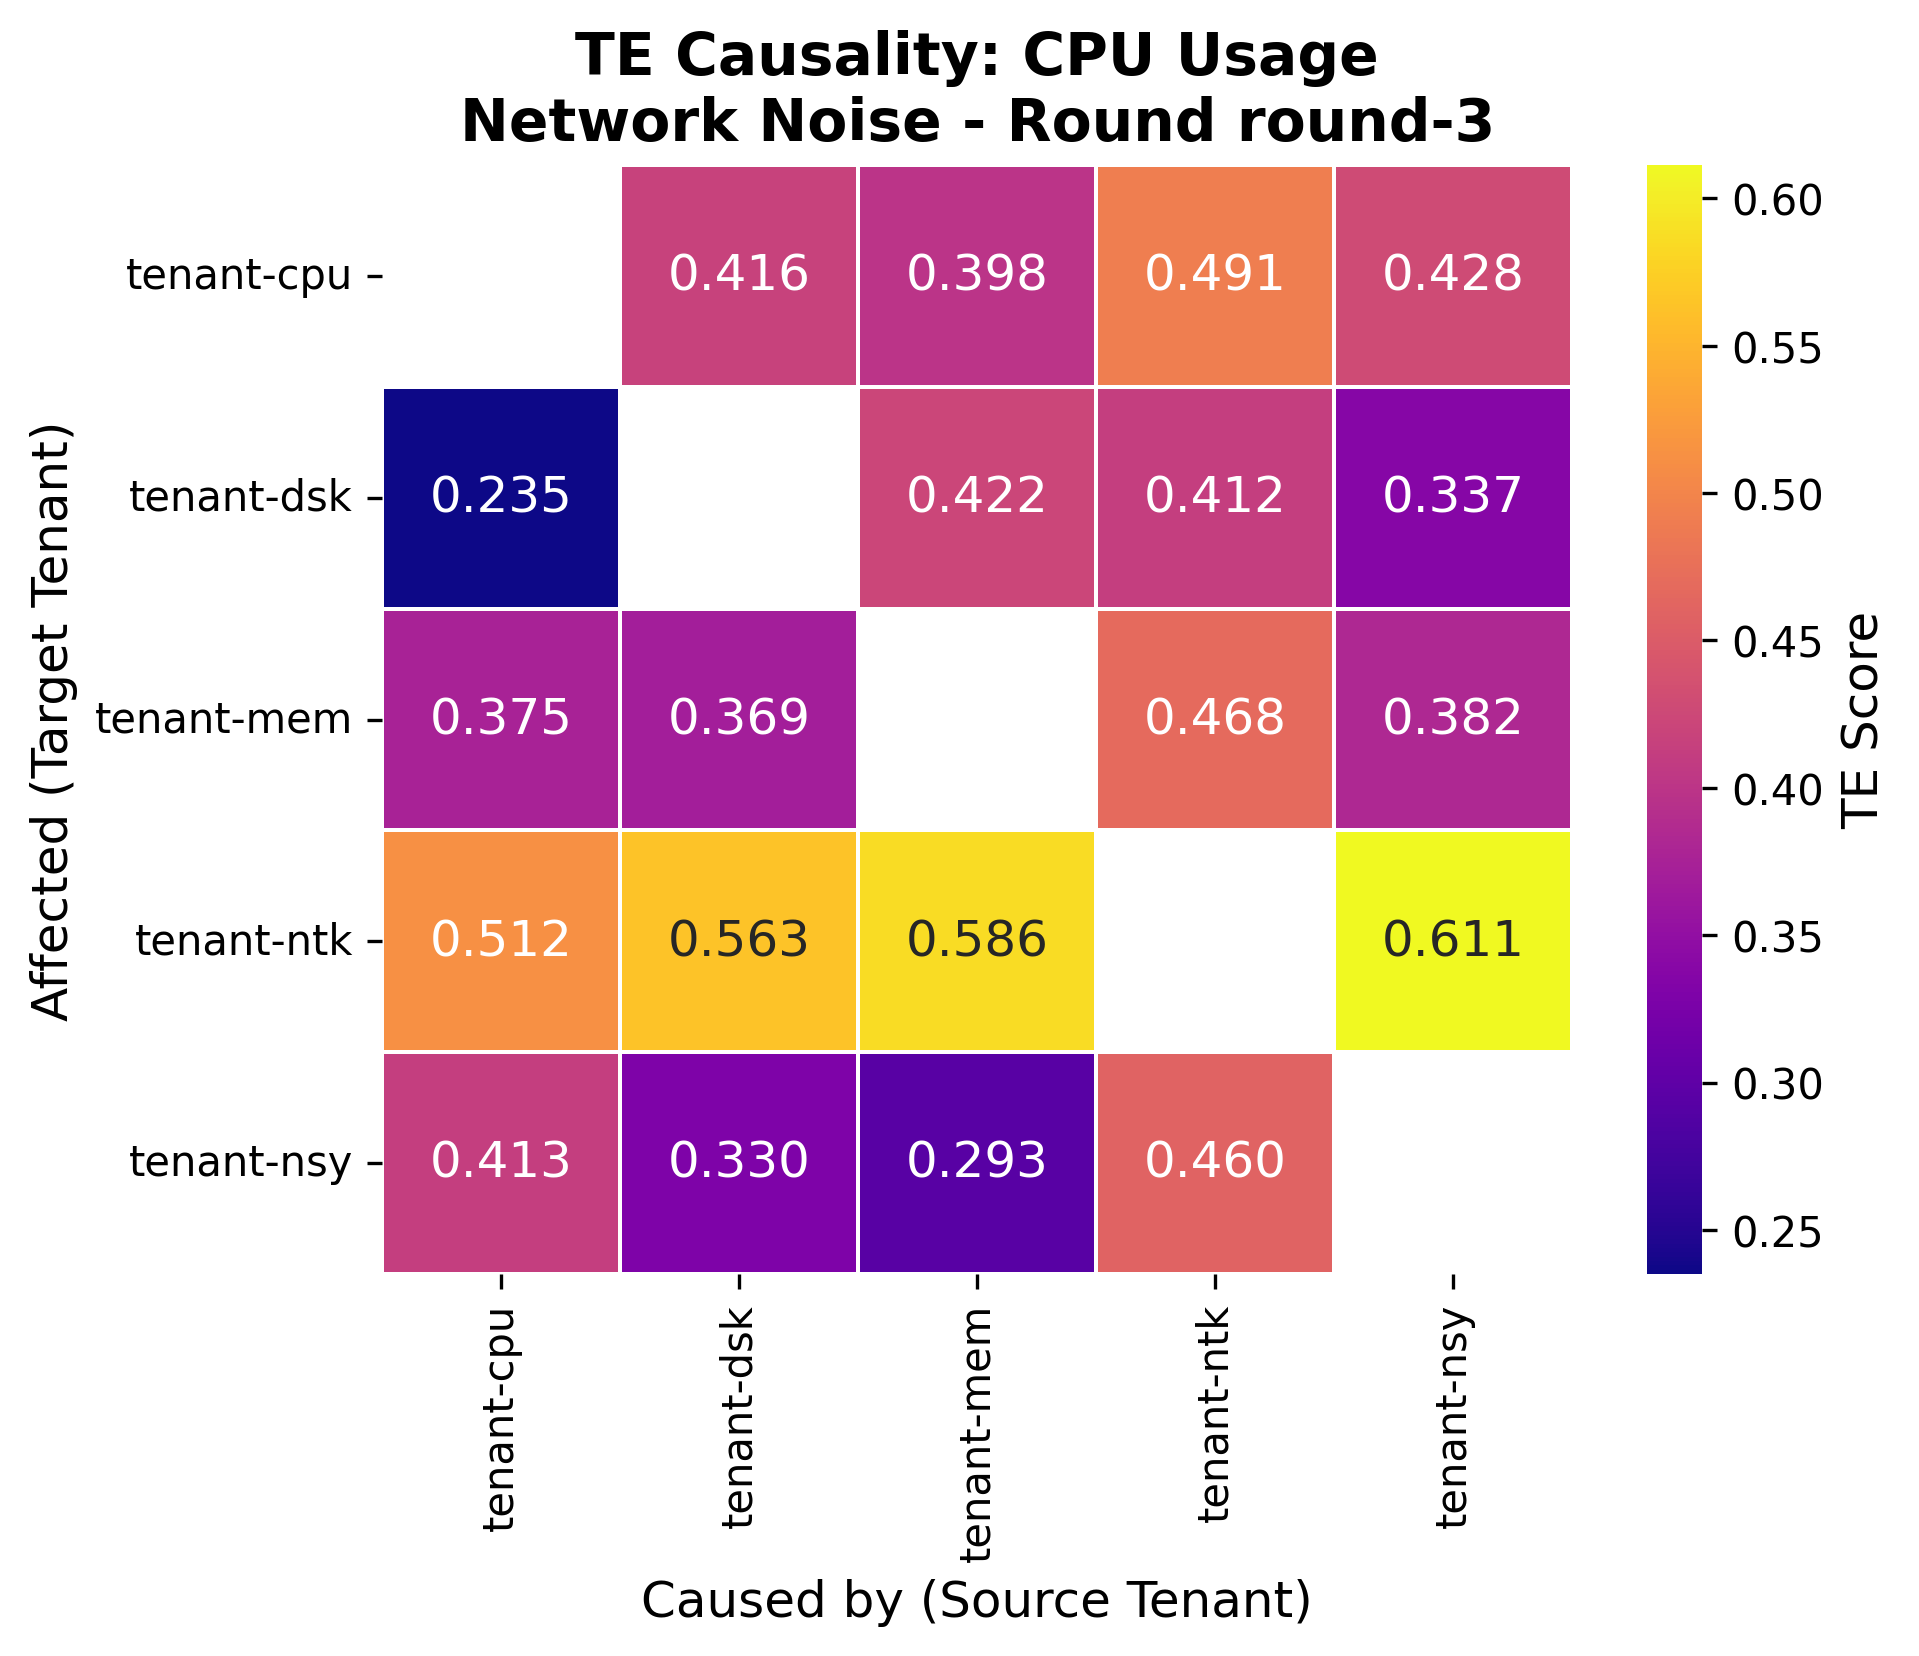 TE Causality: CPU Usage
Network Noise - Round round-3
Affected (Target Tenant)
tenant-cpu
0.416 0.398 0.491 0.428
tenant-dsk
0.235 0.422 0.412 0.337
tenant-mem
0.375 0.369 0.468 0.382
tenant-ntk
0.512 0.563 0.586 0.611
tenant-nsy
0.413 0.330 0.293 0.460
tenant-cpu
tenant-dsk
tenant-mem
tenant-ntk
tenant-nsy
Caused by (Source Tenant)
0.60
0.55
0.50
0.45
0.40
0.35
0.30
0.25
TE Score